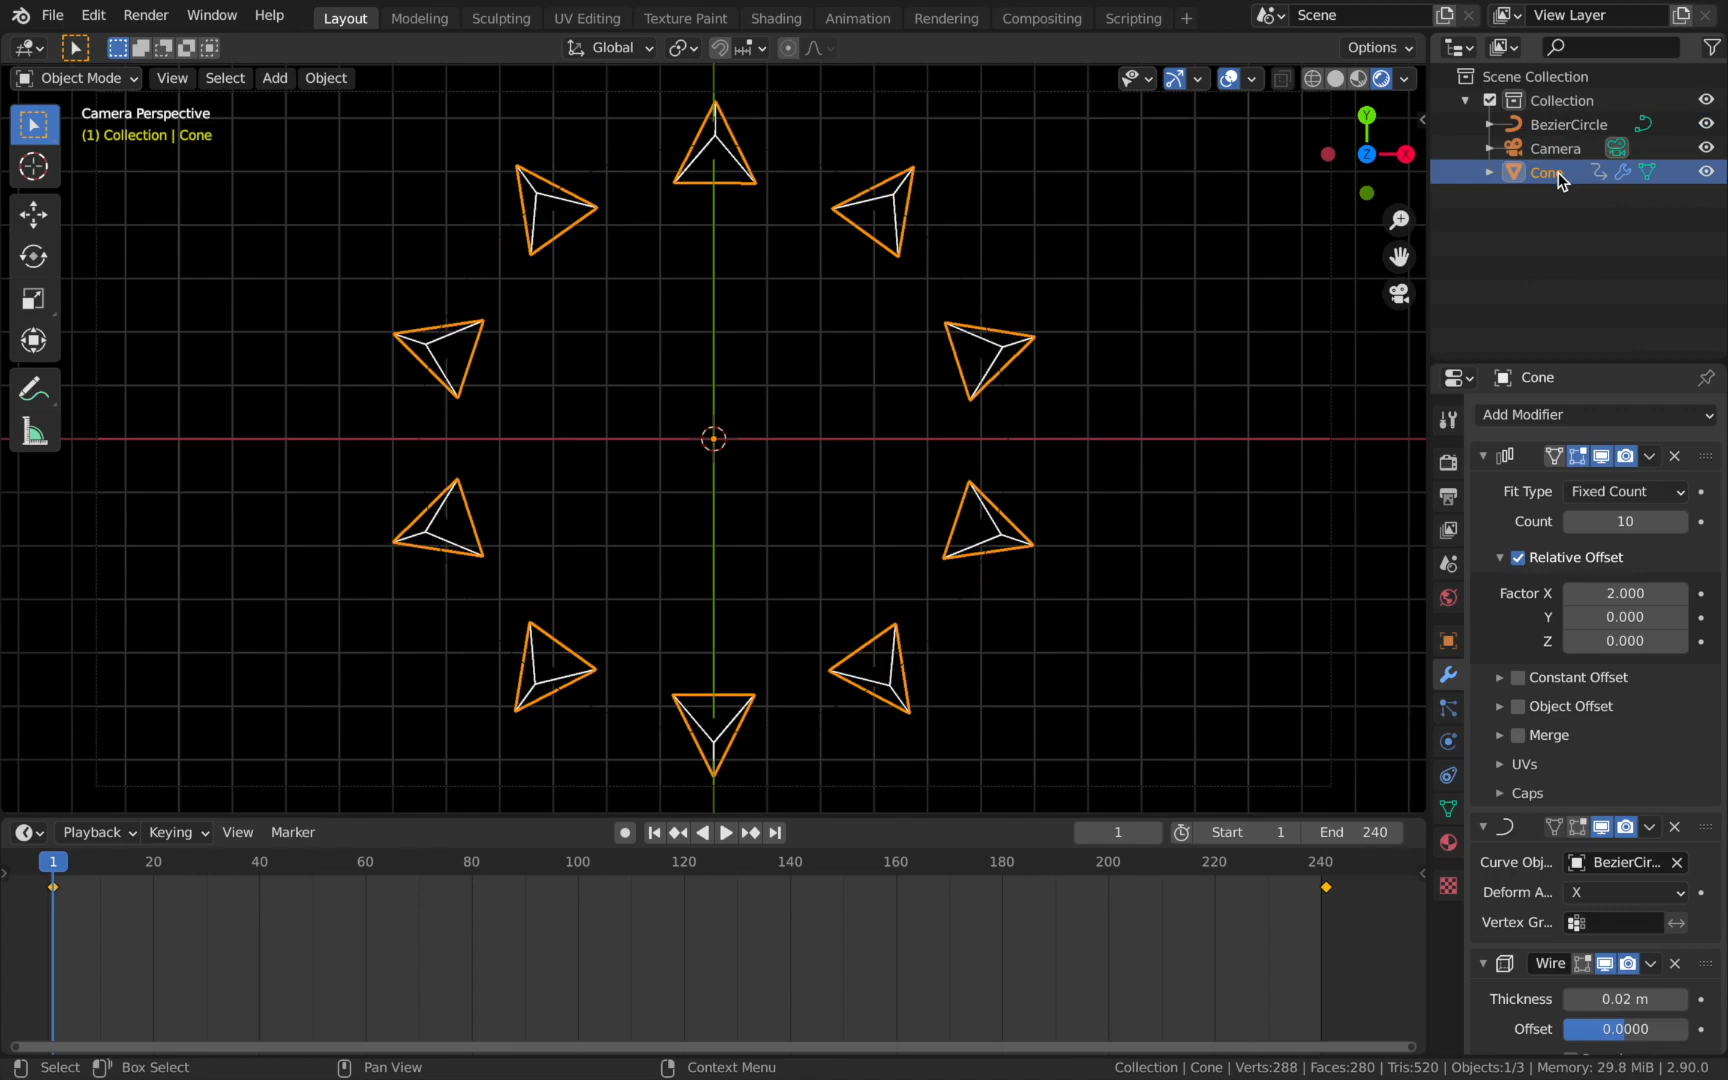 File Edit Render Window Help Layout Modeling Sculpting UV Editing Texture Paint Shading Animation Rendering Compositing Scripting + Scene View Layer
Global Options
Object Mode View Select Add Object
Camera Perspective
(1) Collection | Cone
Y
Z
X
Scene Collection
Collection
BezierCircle
Camera
Cone
Cone
Add Modifier
Fit Type Fixed Count
Count 10
Relative Offset
Factor X 2.000
Y 0.000
Z 0.000
Constant Offset
Object Offset
Merge
UVs
Caps
Curve Obj... BezierCir...
Deform A... X
Vertex Gr...
Wire
Thickness 0.02 m
Offset 0.0000
Playback Keying View Marker 1 Start 1 End 240
1 20 40 60 80 100 120 140 160 180 200 220 240
Select Box Select Pan View Context Menu Collection | Cone | Verts:288 | Faces:280 | Tris:520 | Objects:1/3 | Memory: 29.8 MiB | 2.90.0